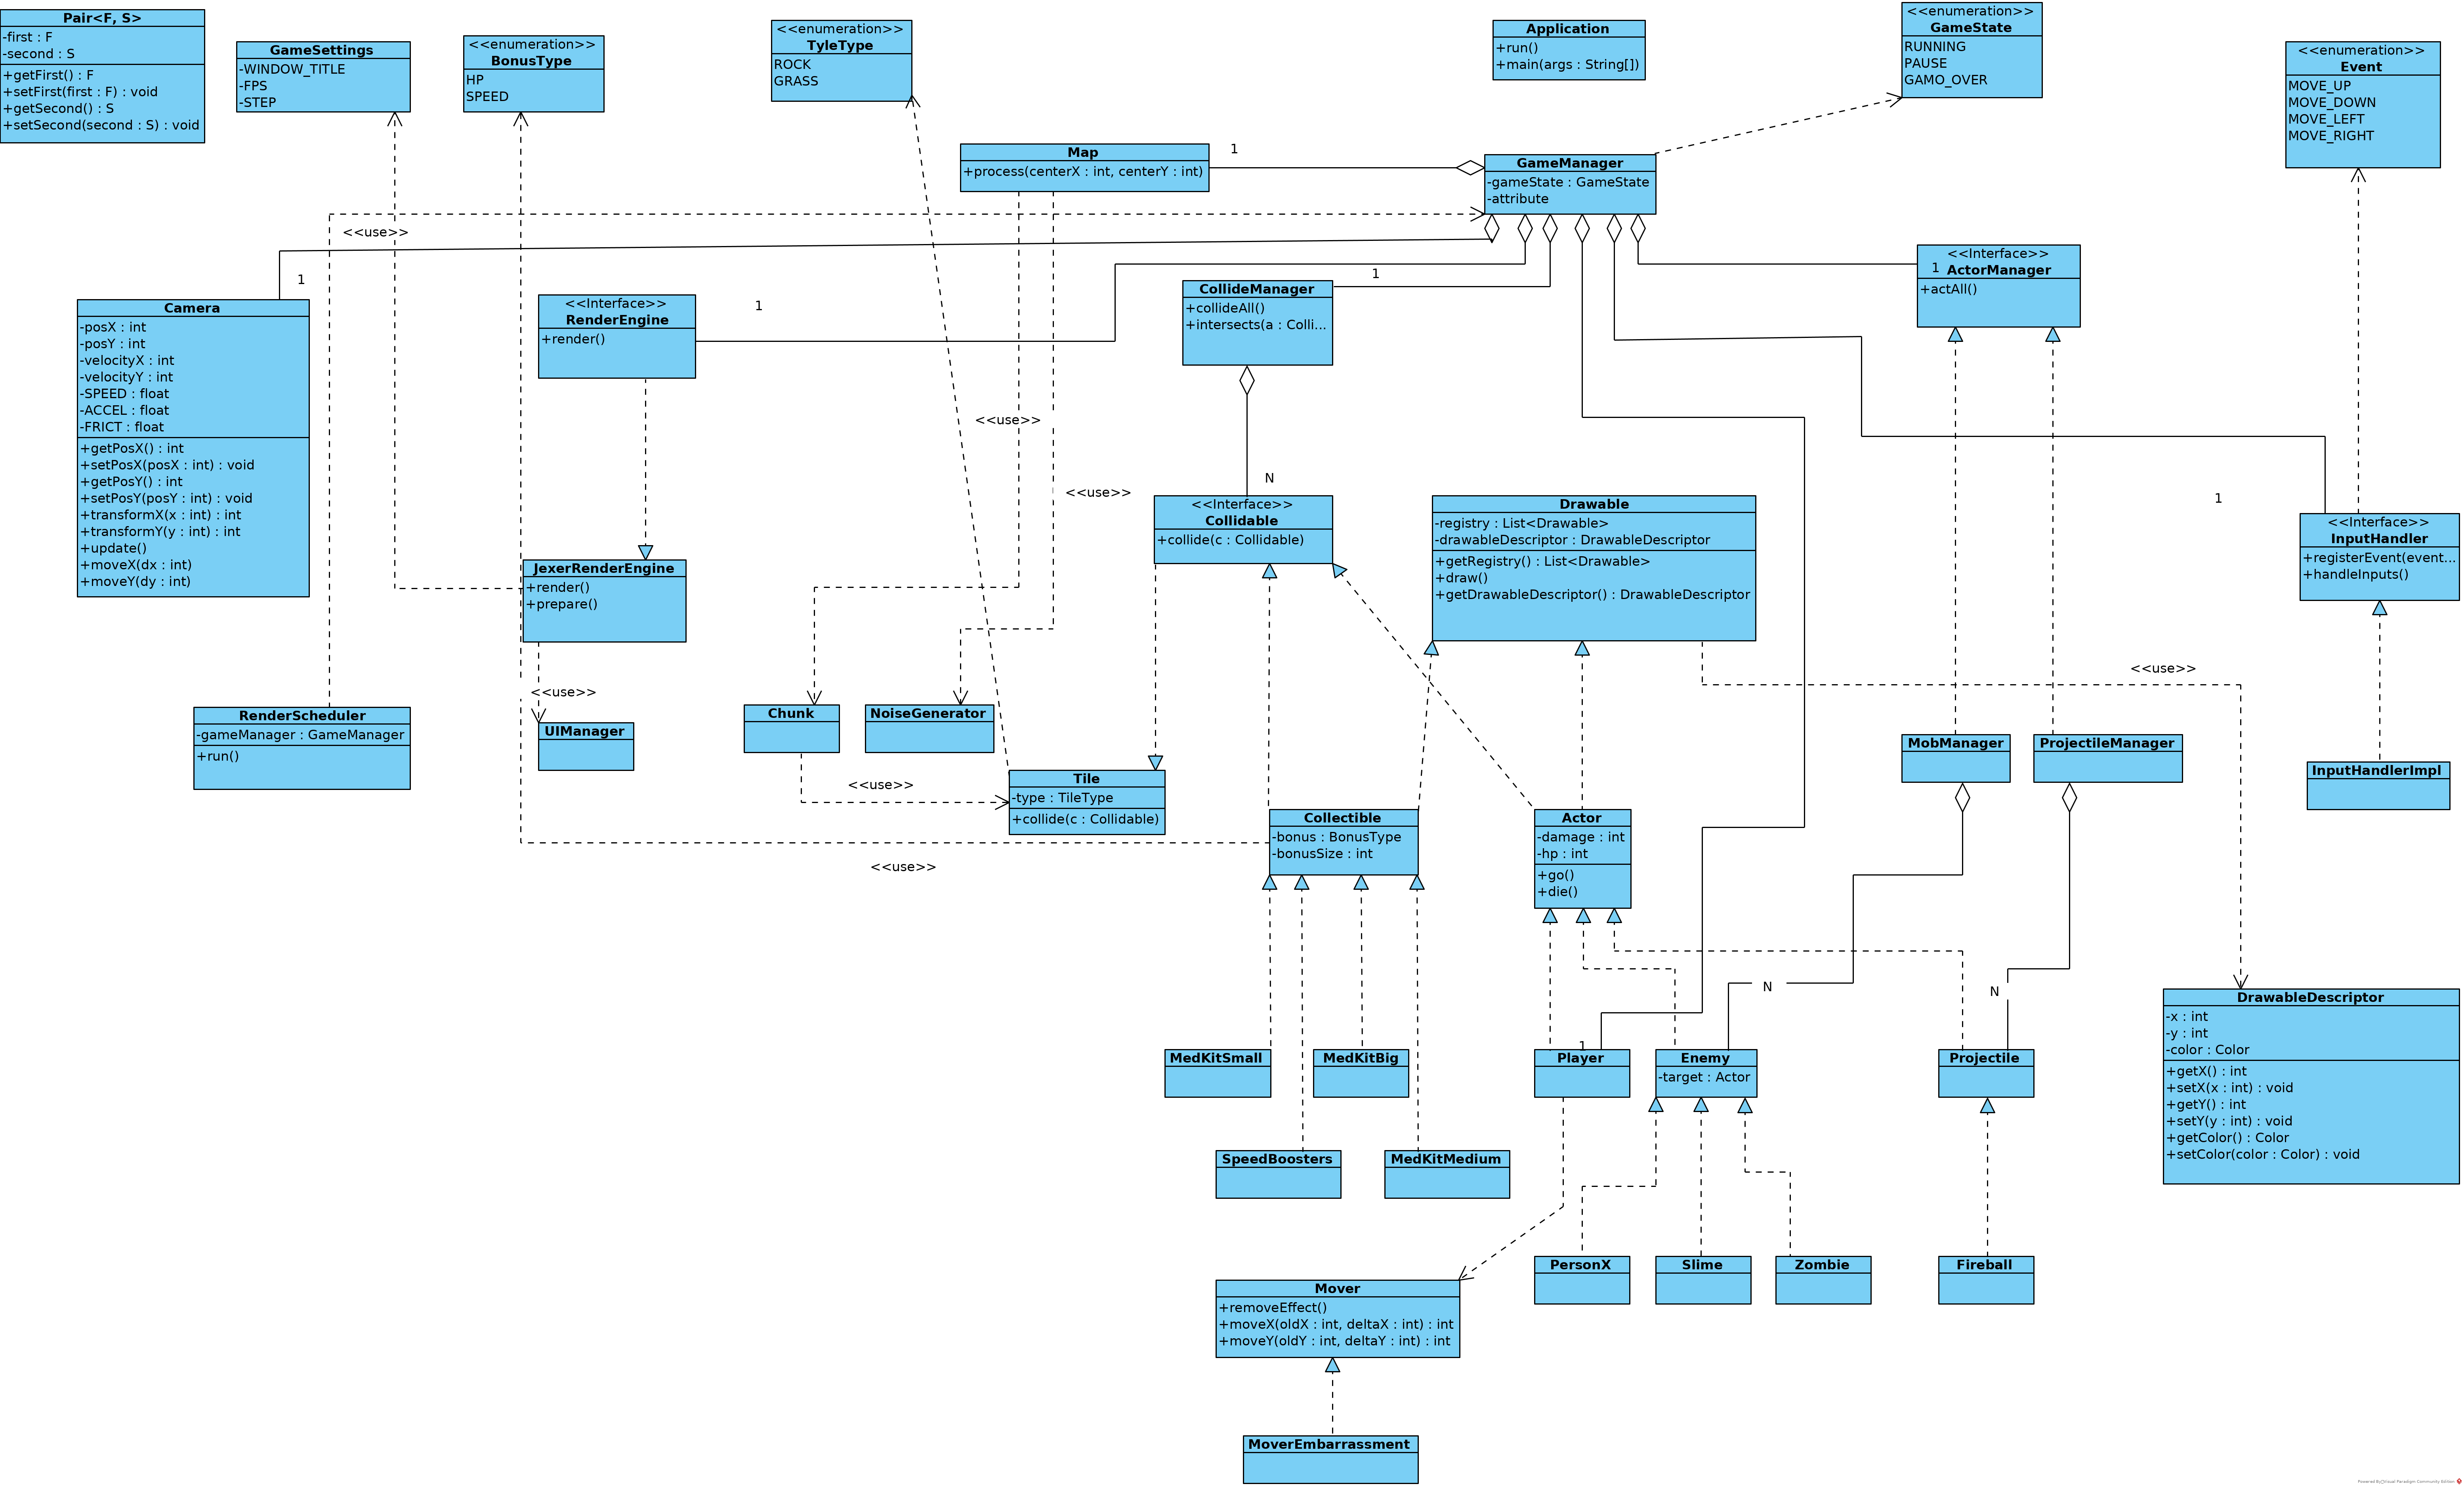 Pair<F, S>
-first : F
-second : S
+getFirst() : F
+setFirst(first : F) : void
+getSecond() : S
+setSecond(second : S) : void
GameSettings
-WINDOW_TITLE
-FPS
-STEP
<<enumeration>>
BonusType
HP
SPEED
<<enumeration>>
TyleType
ROCK
GRASS
Application
+run()
+main(args : String[])
<<enumeration>>
GameState
RUNNING
PAUSE
GAMO_OVER
<<enumeration>>
Event
MOVE_UP
MOVE_DOWN
MOVE_LEFT
MOVE_RIGHT
Map
+process(centerX : int, centerY : int)
1
GameManager
-gameState : GameState
-attribute
<<use>>
1
Camera
-posX : int
-posY : int
-velocityX : int
-velocityY : int
-SPEED : float
-ACCEL : float
-FRICT : float
+getPosX() : int
+setPosX(posX : int) : void
+getPosY() : int
+setPosY(posY : int) : void
+transformX(x : int) : int
+transformY(y : int) : int
+update()
+moveX(dx : int)
+moveY(dy : int)
<<Interface>>
RenderEngine
+render()
1
CollideManager
+collideAll()
+intersects(a : Colli...
1
<<Interface>>
1
ActorManager
+actAll()
<<use>>
<<use>>
N
<<Interface>>
Collidable
+collide(c : Collidable)
Drawable
-registry : List<Drawable>
-drawableDescriptor : DrawableDescriptor
+getRegistry() : List<Drawable>
+draw()
+getDrawableDescriptor() : DrawableDescriptor
1
<<Interface>>
InputHandler
+registerEvent(event...
+handleInputs()
JexerRenderEngine
+render()
+prepare()
<<use>>
<<use>>
RenderScheduler
-gameManager : GameManager
+run()
UIManager
Chunk
NoiseGenerator
<<use>>
Tile
-type : TileType
+collide(c : Collidable)
MobManager
ProjectileManager
InputHandlerImpl
<<use>>
Collectible
-bonus : BonusType
-bonusSize : int
Actor
-damage : int
-hp : int
+go()
+die()
N
N
DrawableDescriptor
-x : int
-y : int
-color : Color
+getX() : int
+setX(x : int) : void
+getY() : int
+setY(y : int) : void
+getColor() : Color
+setColor(color : Color) : void
MedKitSmall
MedKitBig
1
Player
Enemy
-target : Actor
Projectile
SpeedBoosters
MedKitMedium
PersonX
Slime
Zombie
Fireball
Mover
+removeEffect()
+moveX(oldX : int, deltaX : int) : int
+moveY(oldY : int, deltaY : int) : int
MoverEmbarrassment
Powered By Visual Paradigm Community Edition